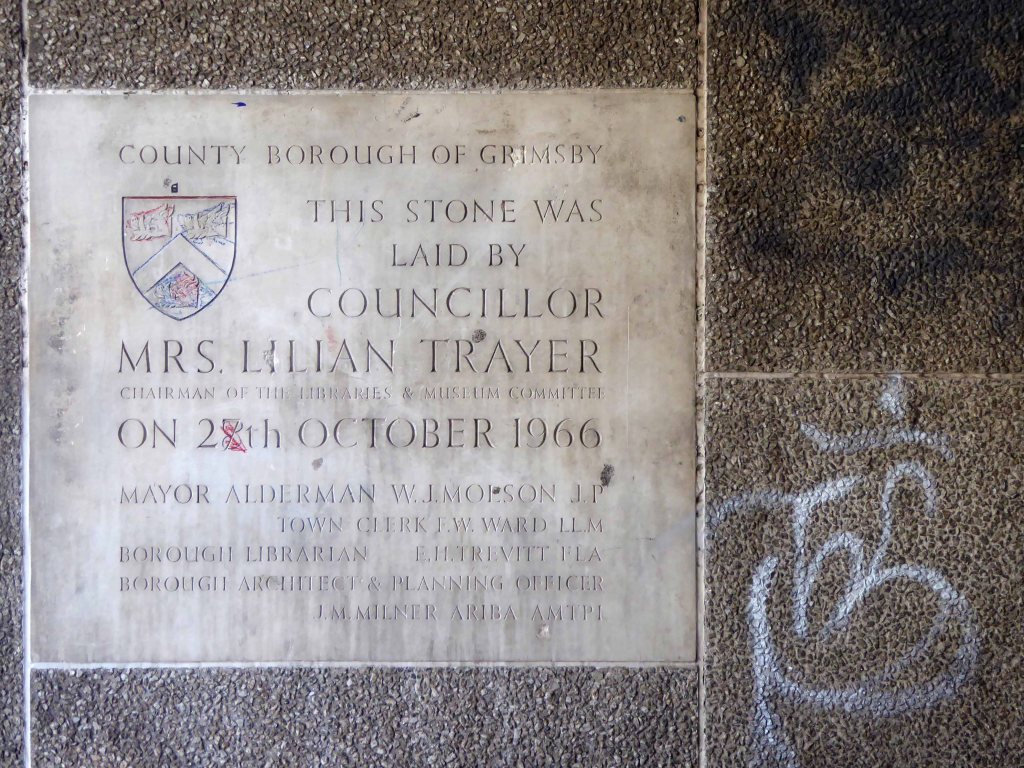 COUNTY BOROUGH OF GRIMSBY
THIS STONE WAS
LAID BY
COUNCILLOR
MRS. LILIAN TRAYER
CHAIRMAN OF THE LIBRARIES & MUSEUM COMMITTEE
ON OCTOBER 1966
MAYOR ALDERMAN W.J.MOLSON J.P
TOWN CLERK F.W. WARD LL.M
BOROUGH LIBRARIAN E.H.TREVITT FLA
BOROUGH ARCHITECT & PLANNING OFFICER
J.M.MILNER ARIBA AMTPI